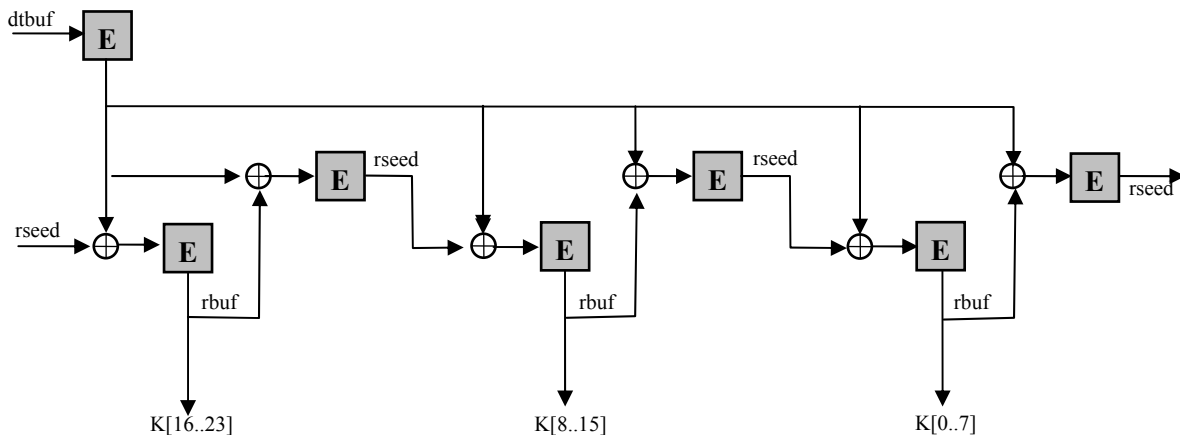 dtbuf
E
rseed
E
rseed
E
rseed
E
rseed
E
E
E
rbuf
rbuf
rbuf
K[16..23]
K[8..15]
K[0..7]